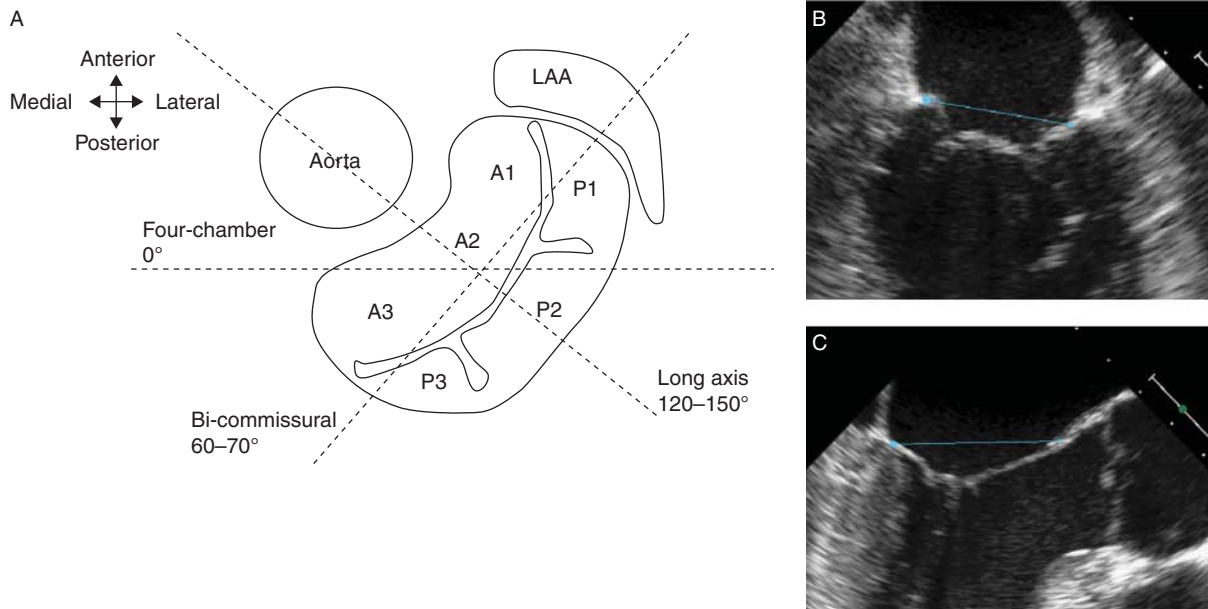 A
Anterior
Medial
Lateral
Posterior
LAA
Aorta
A1
P1
Four-chamber
0°
A2
A3
P2
P3
Long axis
120–150°
Bi-commissural
60–70°
B
C